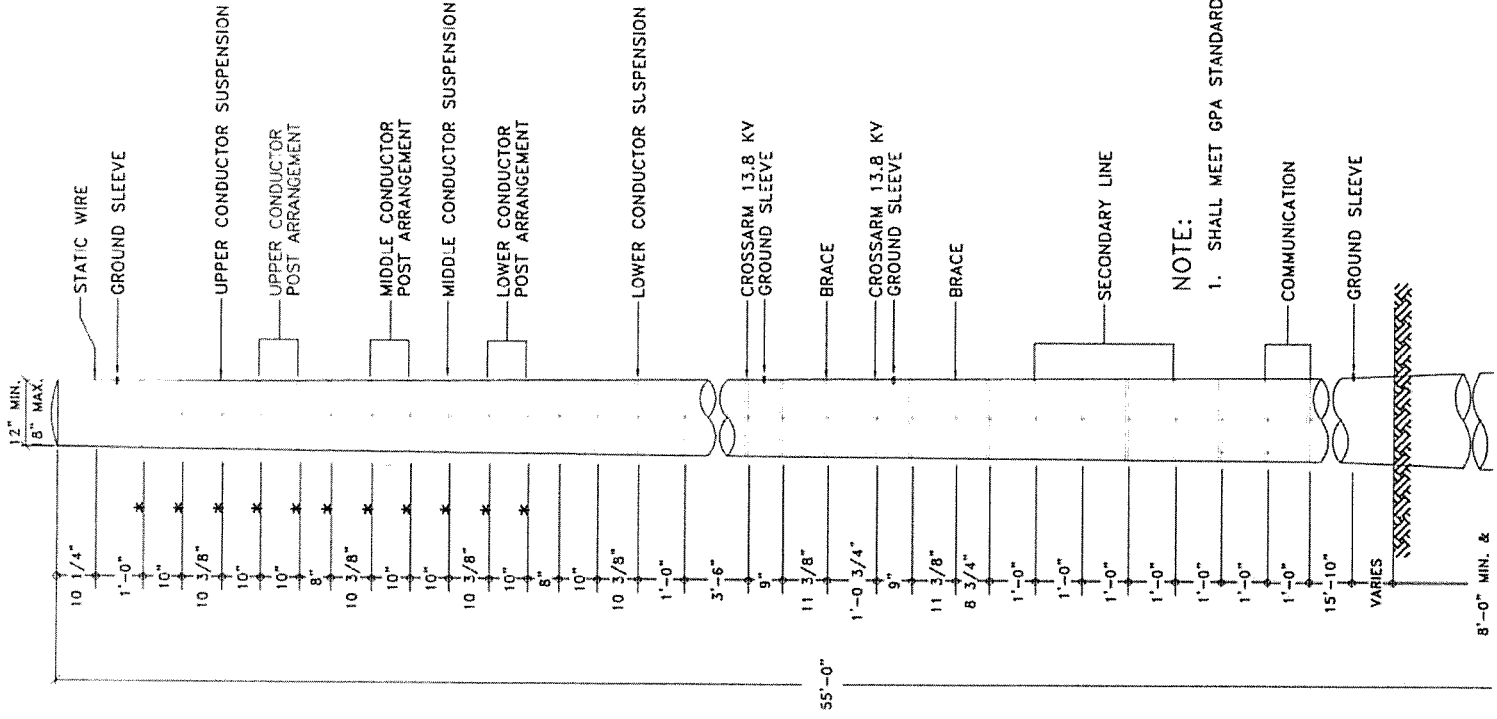 12" MIN.
8" MAX.
STATIC WIRE
GROUND SLEEVE
UPPER CONDUCTOR SUSPENSION
UPPER CONDUCTOR
POST ARRANGEMENT
MIDDLE CONDUCTOR
POST ARRANGEMENT
MIDDLE CONDUCTOR SUSPENSION
LOWER CONDUCTOR
POST ARRANGEMENT
LOWER CONDUCTOR SUSPENSION
CROSSARM 13.8 KV
GROUND SLEEVE
BRACE
CROSSARM 13.8 KV
GROUND SLEEVE
BRACE
SECONDARY LINE
NOTE:
1. SHALL MEET GPA STANDARD
COMMUNICATION
GROUND SLEEVE
10 1/4"
1'-0"
10"
10 3/8"
10"
10"
8"
10 3/8"
10"
10"
10 3/8"
10"
8"
10"
10 3/8"
1'-0"
3'-6"
9"
11 3/8"
1'-0 3/4"
9"
11 3/8"
8 3/4"
1'-0"
1'-0"
1'-0"
1'-0"
1'-0"
1'-0"
1'-0"
15'-10"
VARIES
55'-0"
8'-0" MIN. &